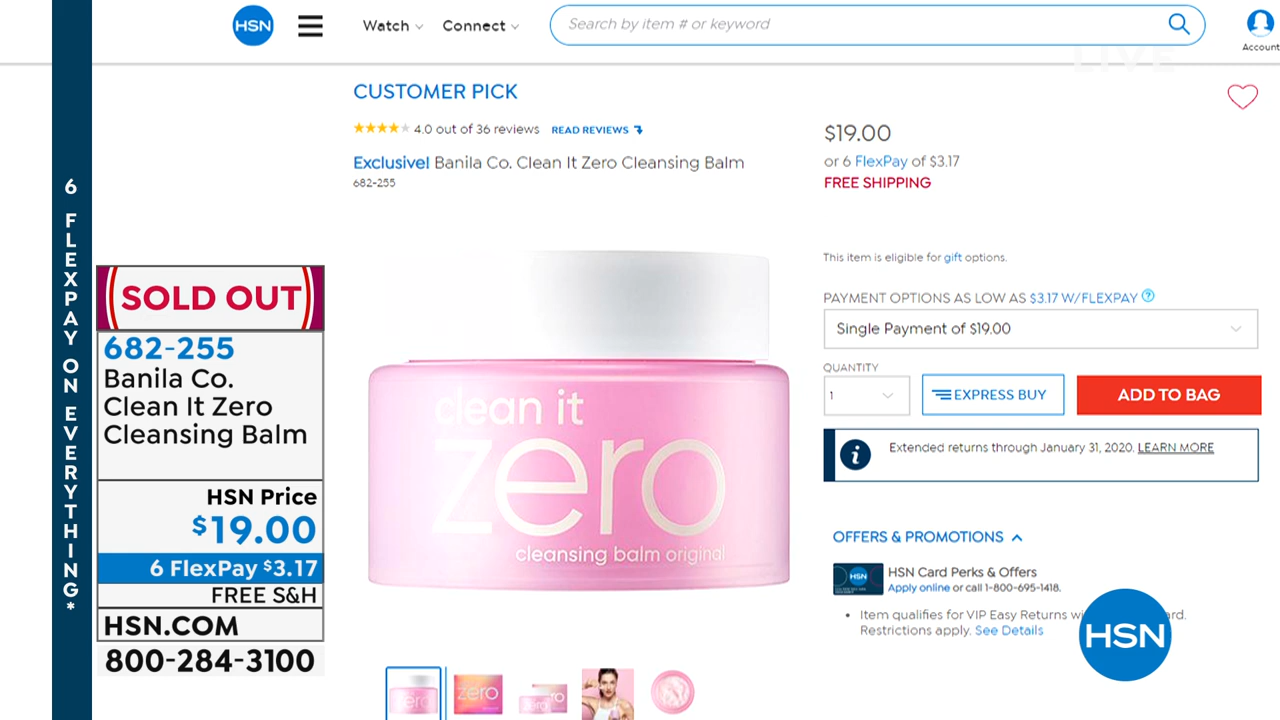 HSN
Watch
Connect
Search by item # or keyword
Account
LIVE
CUSTOMER PICK
4.0 out of 36 reviews READ REVIEWS
Exclusive! Banila Co. Clean It Zero Cleansing Balm
682-255
$19.00
or 6 FlexPay of $3.17
FREE SHIPPING
This item is eligible for gift options.
PAYMENT OPTIONS AS LOW AS $3.17 W/FLEXPAY ?
Single Payment of $19.00
QUANTITY
1
EXPRESS BUY
ADD TO BAG
i
Extended returns through January 31, 2020. LEARN MORE
OFFERS & PROMOTIONS
HSN
HSN Card Perks & Offers
Apply online or call 1-800-695-1418.
• Item qualifies for VIP Easy Returns
Restrictions apply. See Details
HSN
clean it
zero
cleansing balm original
zero
zero
zero
6 FLEXPAY ON EVERYTHING*
SOLD OUT
682-255
Banila Co.
Clean It Zero
Cleansing Balm
HSN Price
$19.00
6 FlexPay $3.17
FREE S&H
HSN.COM
800-284-3100